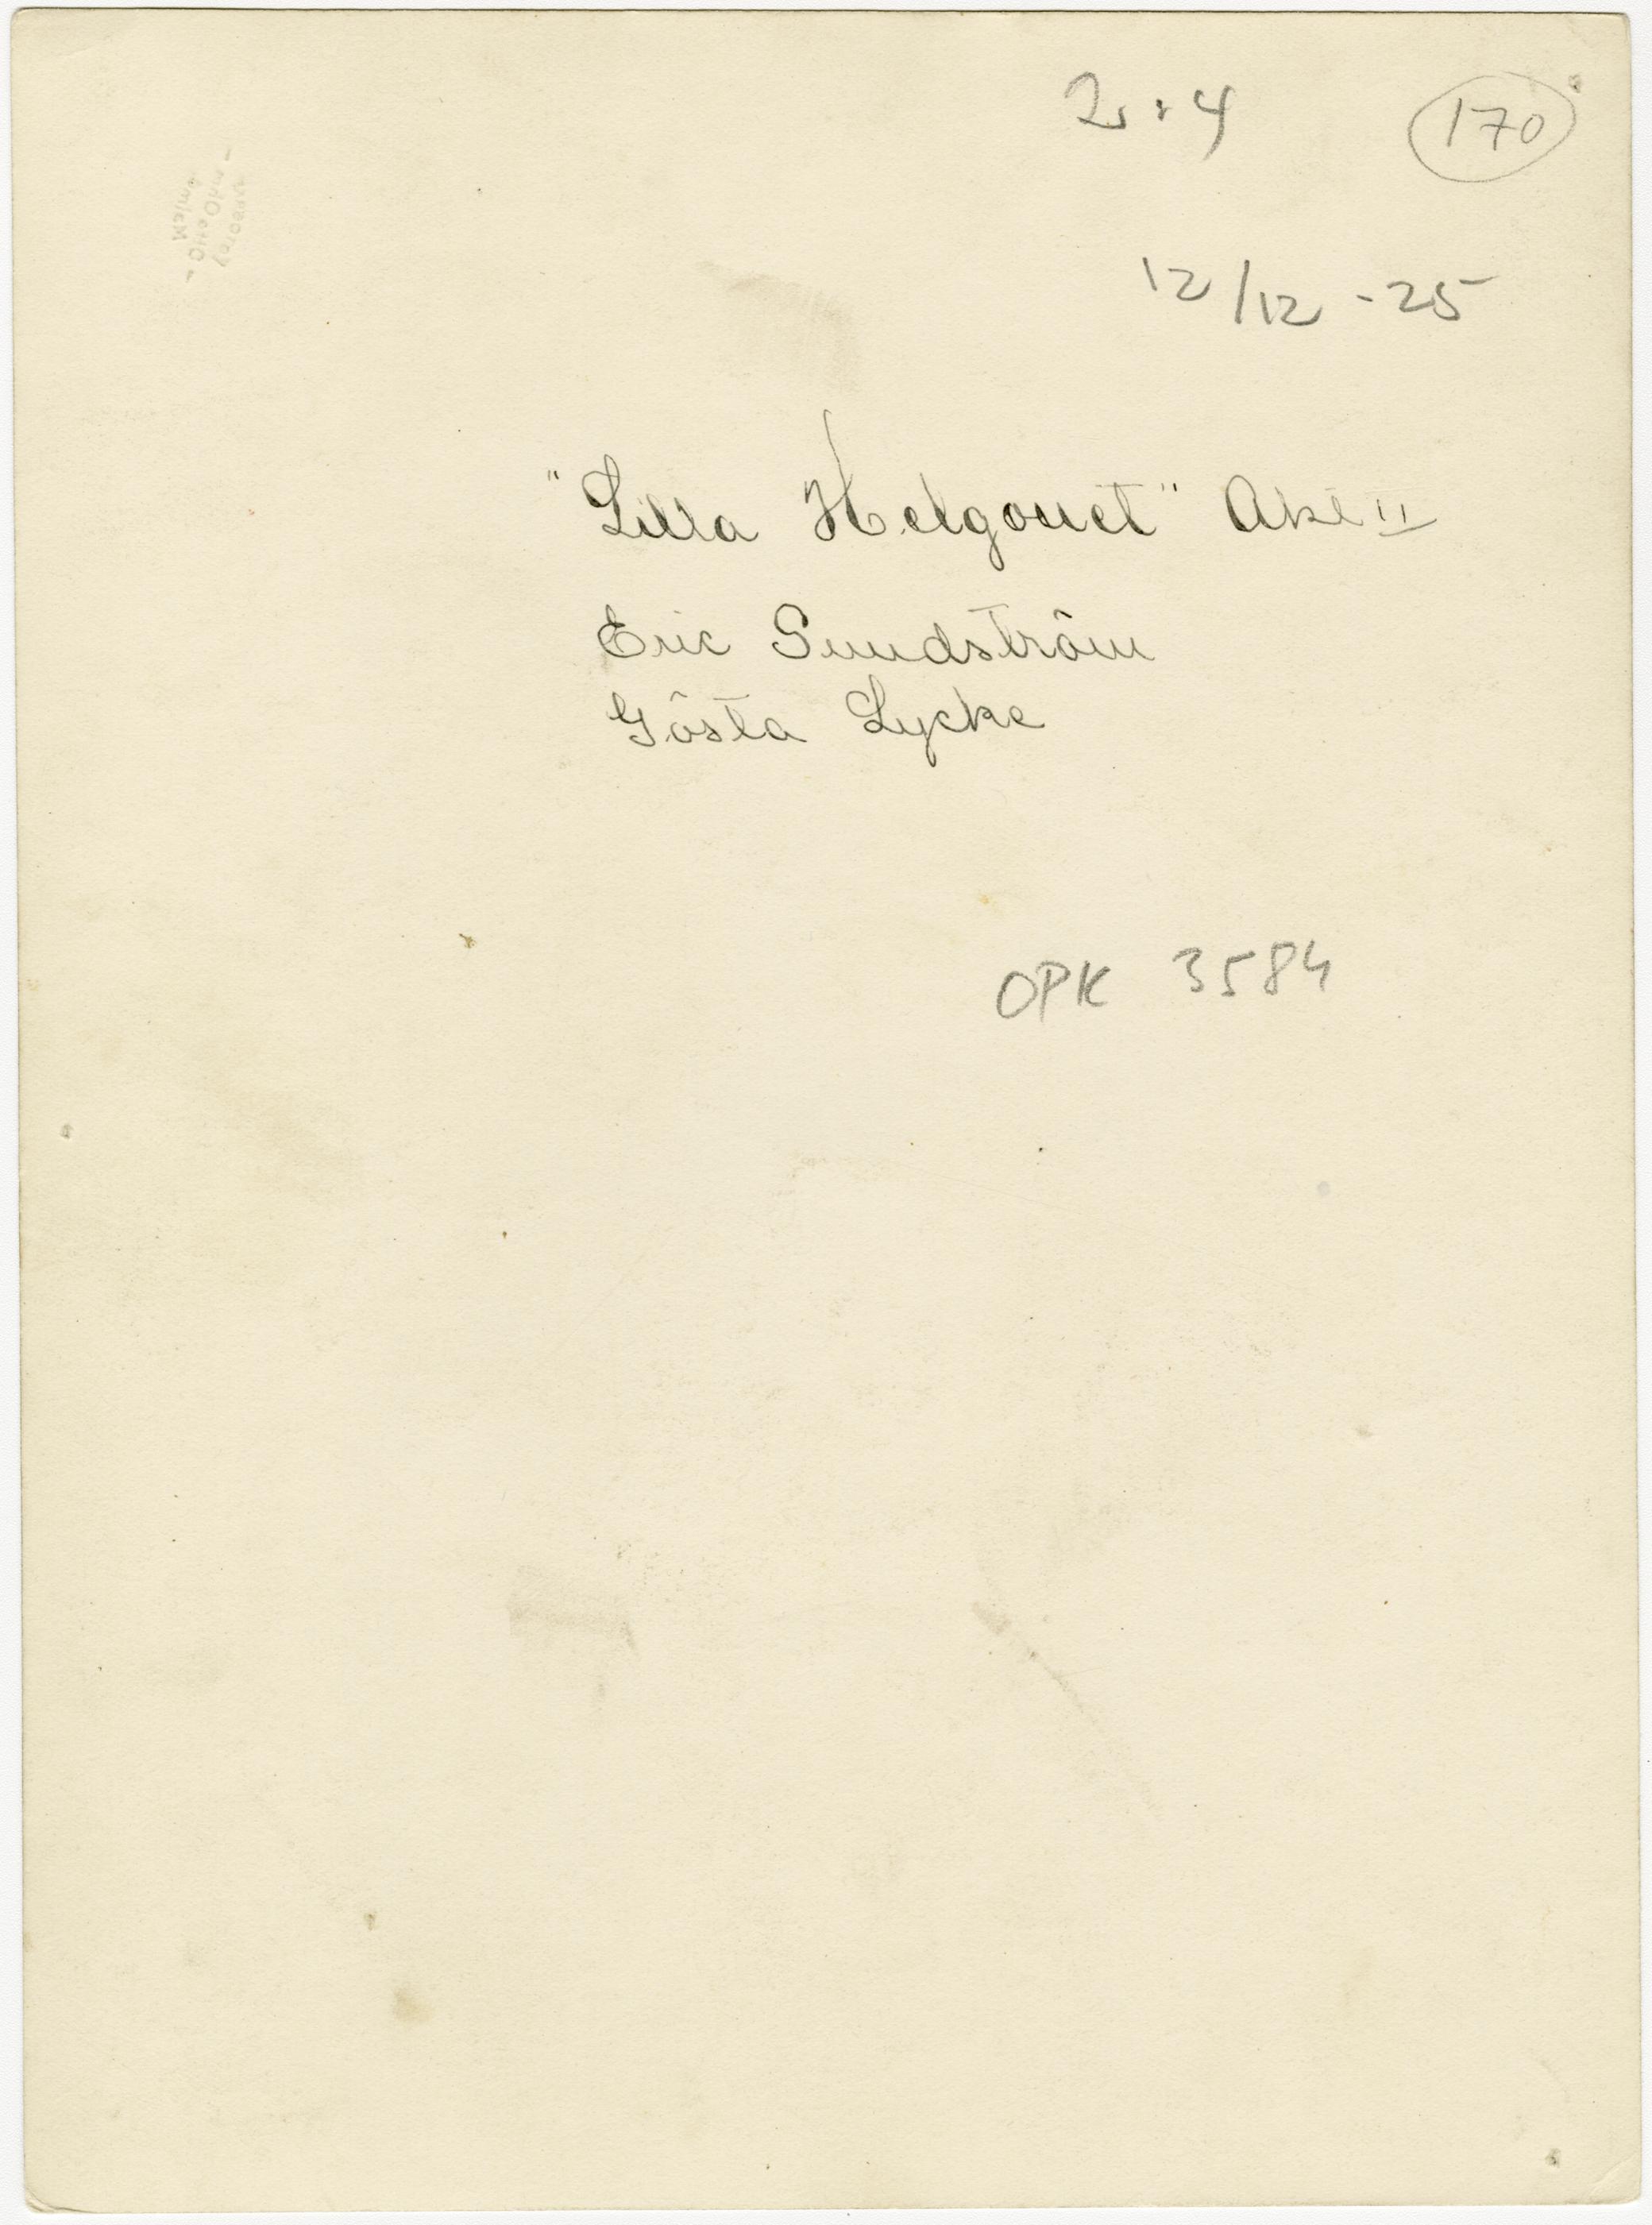 2:4
170
12/12 -25
"Lilla Helgonet" Akt II
Eric Sundström
Gösta Lycke
OPK 3584